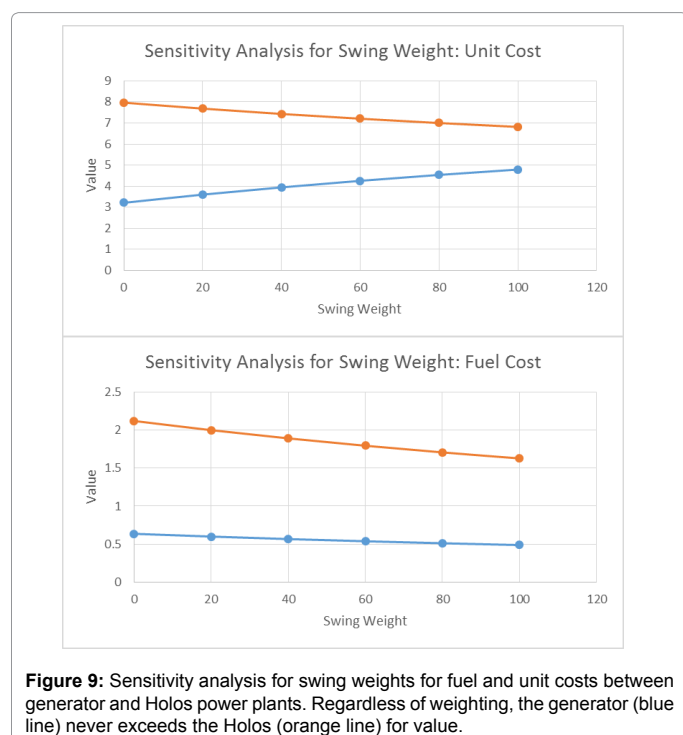 Sensitivity Analysis for Swing Weight: Unit Cost
9
8
7
6
5
4
3
2
1
0
Value
0 20 40 60 80 100 120
Swing Weight
Sensitivity Analysis for Swing Weight: Fuel Cost
2.5
2
1.5
1
0.5
0
Value
0 20 40 60 80 100 120
Swing Weight
Figure 9: Sensitivity analysis for swing weights for fuel and unit costs between
generator and Holos power plants. Regardless of weighting, the generator (blue
line) never exceeds the Holos (orange line) for value.